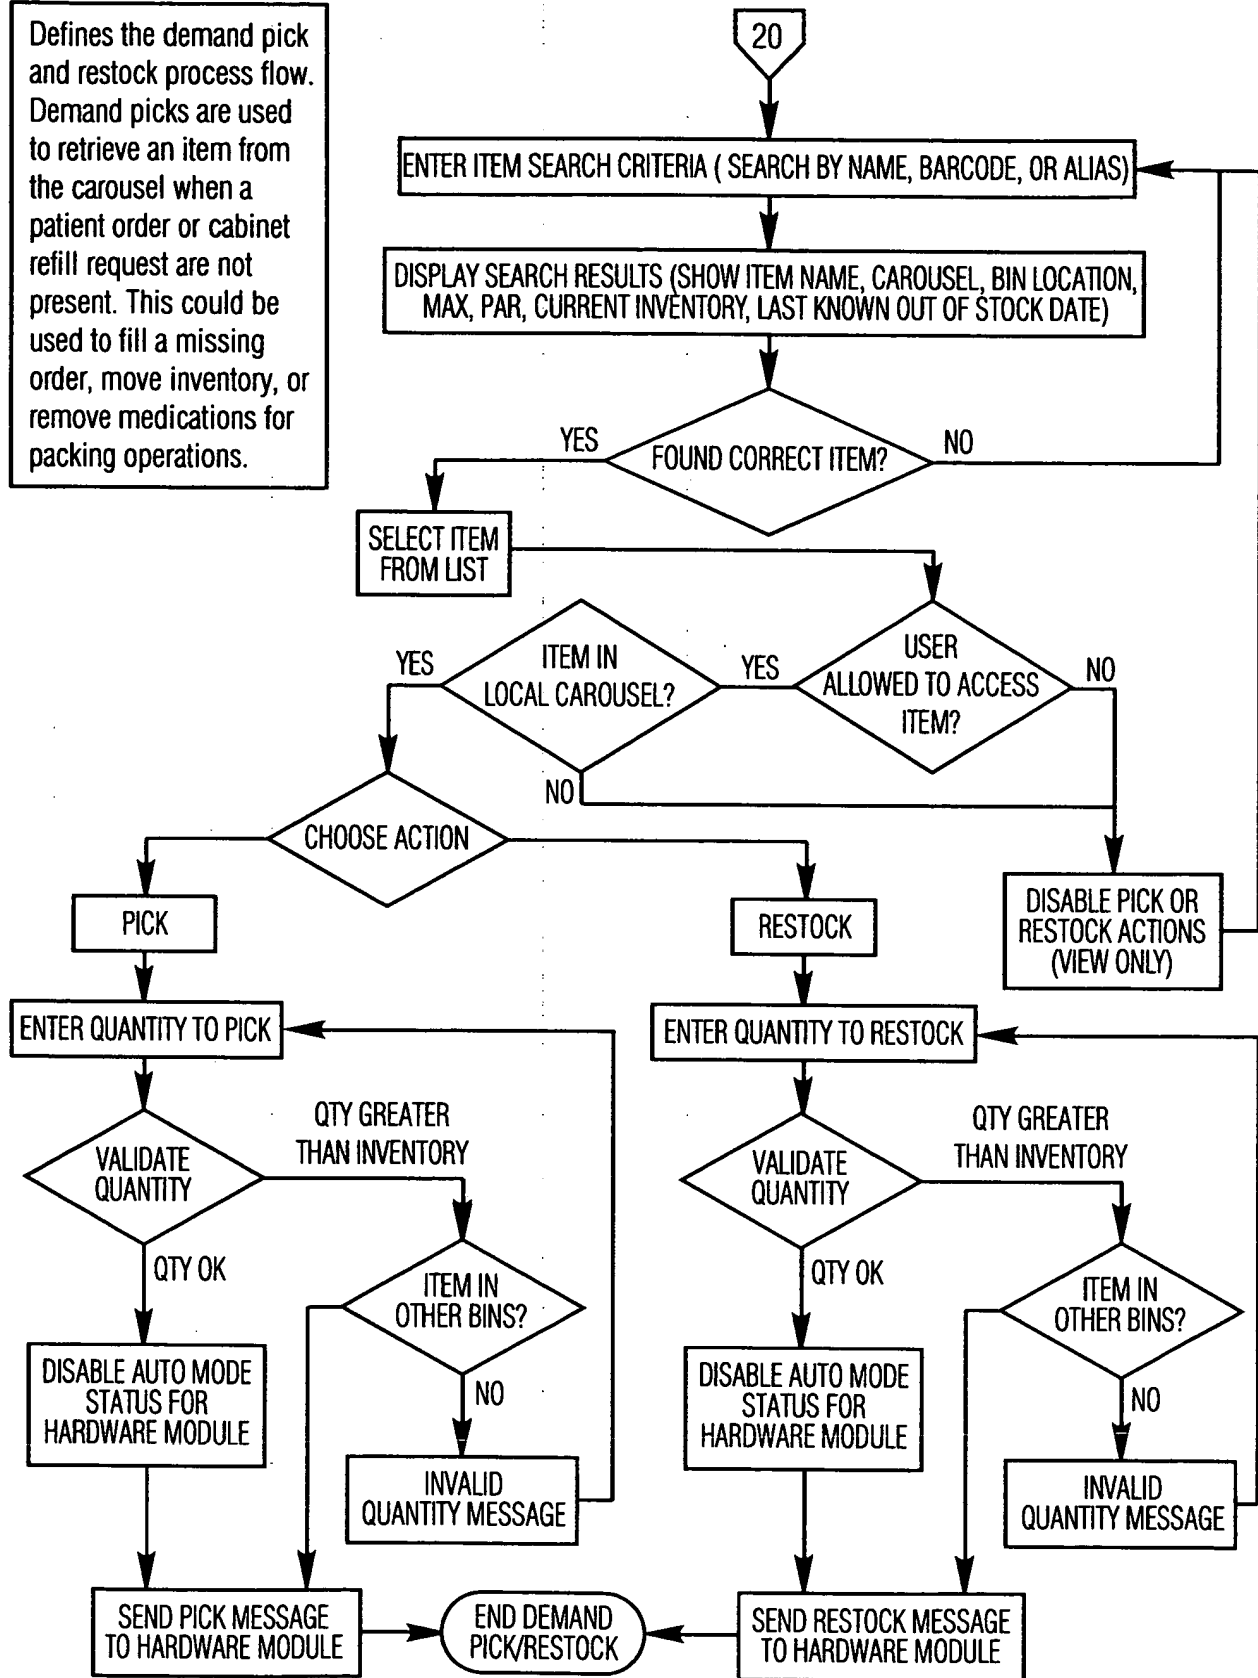 Defines the demand pick
and restock process flow.
Demand picks are used
to retrieve an item from
the carousel when a
patient order or cabinet
refill request are not
present. This could be
used to fill a missing
order, move inventory, or
remove medications for
packing operations.
20
ENTER ITEM SEARCH CRITERIA ( SEARCH BY NAME, BARCODE, OR ALIAS)
DISPLAY SEARCH RESULTS (SHOW ITEM NAME, CAROUSEL, BIN LOCATION,
MAX, PAR, CURRENT INVENTORY, LAST KNOWN OUT OF STOCK DATE)
YES
FOUND CORRECT ITEM?
NO
SELECT ITEM
FROM LIST
YES
ITEM IN
LOCAL CAROUSEL?
YES
USER
ALLOWED TO ACCESS
ITEM?
NO
NO
CHOOSE ACTION
PICK
RESTOCK
DISABLE PICK OR
RESTOCK ACTIONS
(VIEW ONLY)
ENTER QUANTITY TO PICK
ENTER QUANTITY TO RESTOCK
VALIDATE
QUANTITY
QTY GREATER
THAN INVENTORY
VALIDATE
QUANTITY
QTY GREATER
THAN INVENTORY
QTY OK
ITEM IN
OTHER BINS?
QTY OK
ITEM IN
OTHER BINS?
DISABLE AUTO MODE
STATUS FOR
HARDWARE MODULE
NO
DISABLE AUTO MODE
STATUS FOR
HARDWARE MODULE
NO
INVALID
QUANTITY MESSAGE
INVALID
QUANTITY MESSAGE
SEND PICK MESSAGE
TO HARDWARE MODULE
END DEMAND
PICK/RESTOCK
SEND RESTOCK MESSAGE
TO HARDWARE MODULE